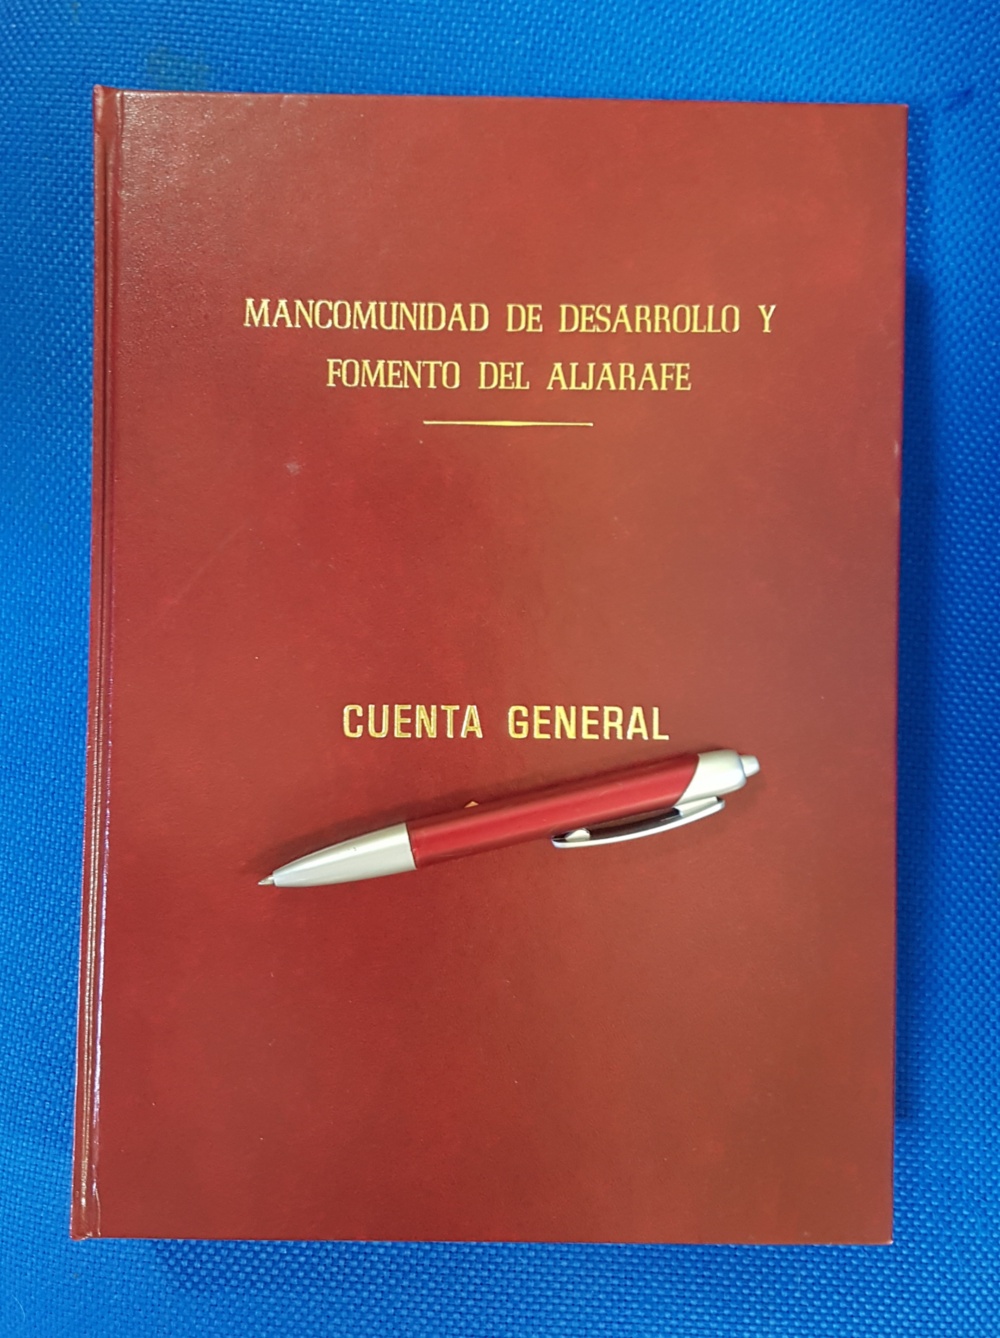 MANCOMUNIDAD DE DESARROLLO Y
FOMENTO DEL ALJARAFE
CUENTA GENERAL